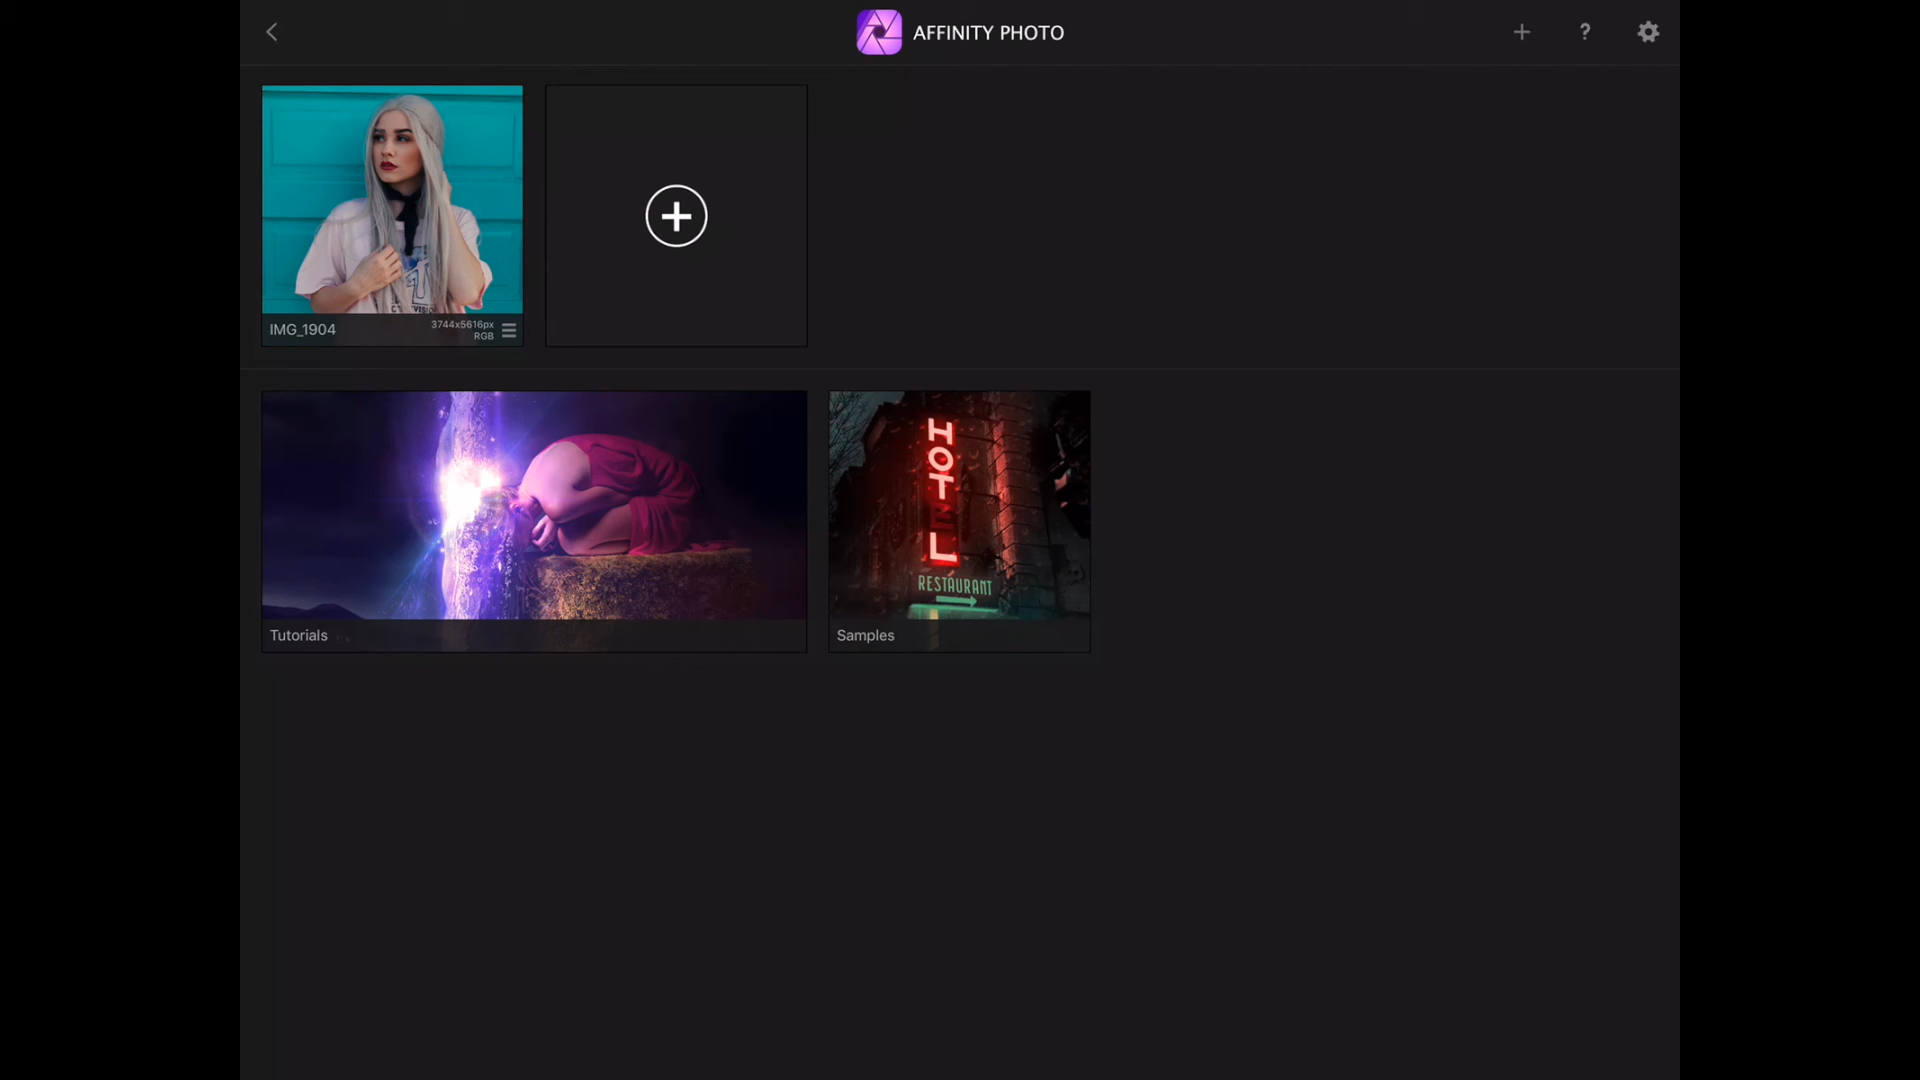 AFFINITY PHOTO
?
IMG_1904
3744x5616px
RGB
HOTEL
RESTAURANT
Tutorials
Samples